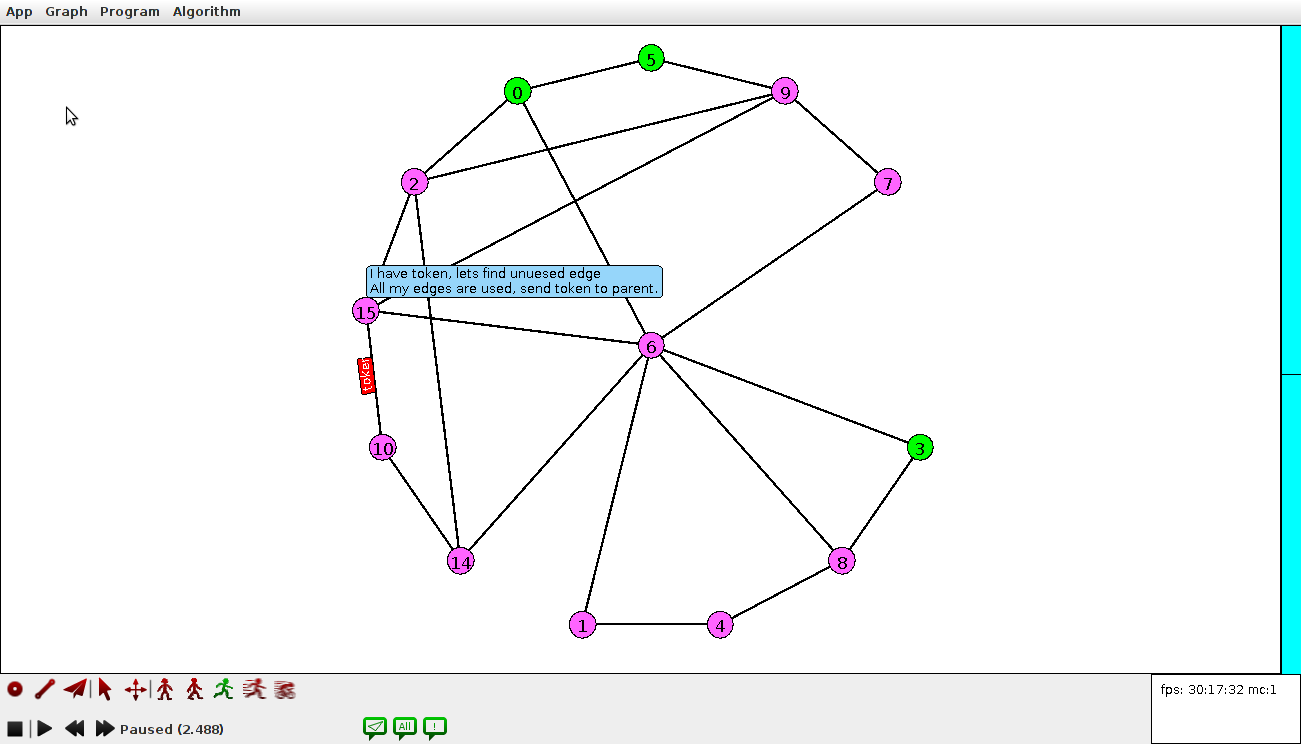 App Graph Program Algorithm
5
0
9
2
7
I have token, lets find unuesed edge
All my edges are used, send token to parent.
15
6
token
10
3
14
8
1
4
fps: 30:17:32 mc:1
Paused (2.488)
All
!